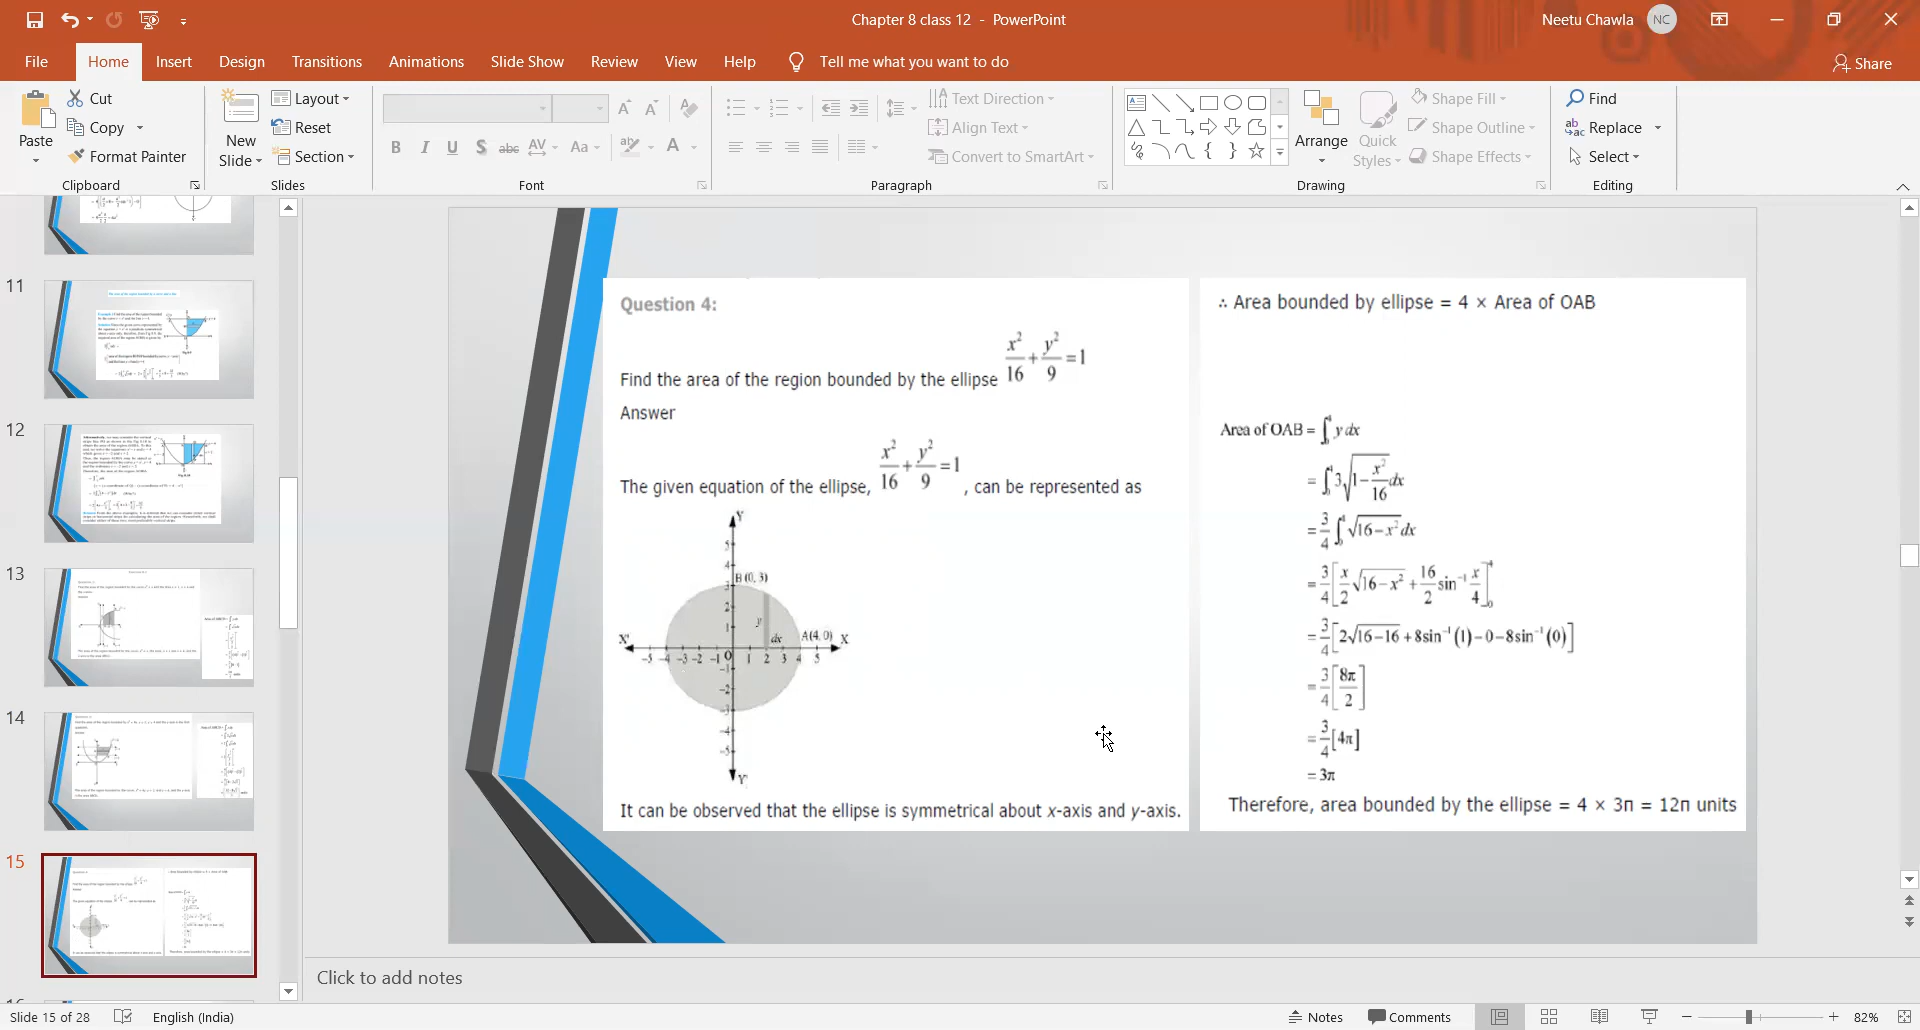 Chapter 8 class 12 - PowerPoint
Neetu Chawla
NC
File
Home
Insert
Design
Transitions
Animations
Slide Show
Review
View
Help
Tell me what you want to do
Share
Paste
Cut
Copy
Format Painter
Clipboard
New
Slide
Layout
Reset
Section
Slides
Font
Text Direction
Align Text
Convert to SmartArt
Paragraph
Arrange
Quick
Styles
Shape Fill
Shape Outline
Shape Effects
Drawing
Find
Replace
Select
Editing
11
12
13
14
15
Question 4:
Find the area of the region bounded by the ellipse x²/16 + y²/9 = 1
Answer
The given equation of the ellipse, x²/16 + y²/9 = 1 , can be represented as
Y
B (0, 3)
y
dx
A(4, 0)
X' X
O
Y'
It can be observed that the ellipse is symmetrical about x-axis and y-axis.
∴ Area bounded by ellipse = 4 × Area of OAB
Area of OAB = ∫₀⁴ y dx
= ∫₀⁴ 3√(1 − x²/16) dx
= 3/4 ∫₀⁴ √(16 − x²) dx
= 3/4 [x/2 √(16 − x²) + 16/2 sin⁻¹ x/4]₀⁴
= 3/4 [2√(16 − 16) + 8sin⁻¹(1) − 0 − 8sin⁻¹(0)]
= 3/4 [8π/2]
= 3/4 [4π]
= 3π
Therefore, area bounded by the ellipse = 4 × 3π = 12π units
Click to add notes
Slide 15 of 28
English (India)
Notes
Comments
82%